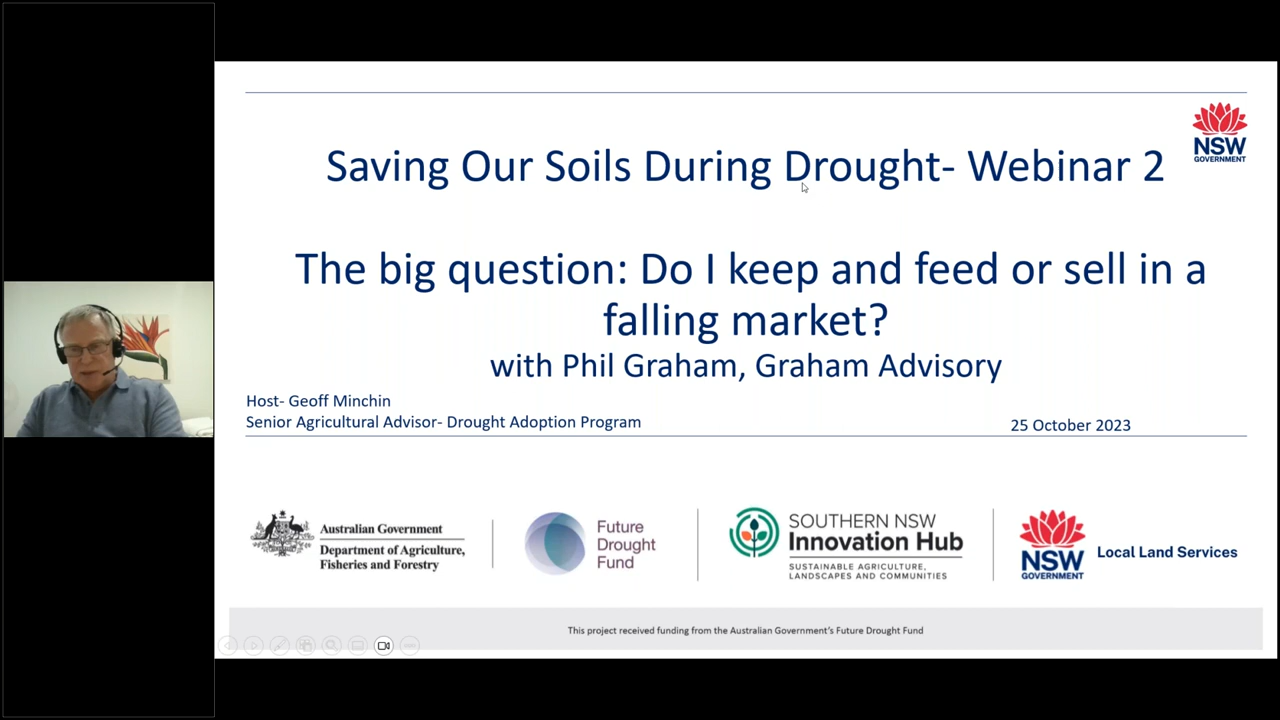 Saving Our Soils During Drought- Webinar 2
NSW
GOVERNMENT
The big question: Do I keep and feed or sell in a
falling market?
with Phil Graham, Graham Advisory
Host- Geoff Minchin
Senior Agricultural Advisor- Drought Adoption Program
25 October 2023
Australian Government
Department of Agriculture,
Fisheries and Forestry
Future
Drought
Fund
SOUTHERN NSW
Innovation Hub
SUSTAINABLE AGRICULTURE,
LANDSCAPES AND COMMUNITIES
NSW
GOVERNMENT
Local Land Services
This project received funding from the Australian Government's Future Drought Fund